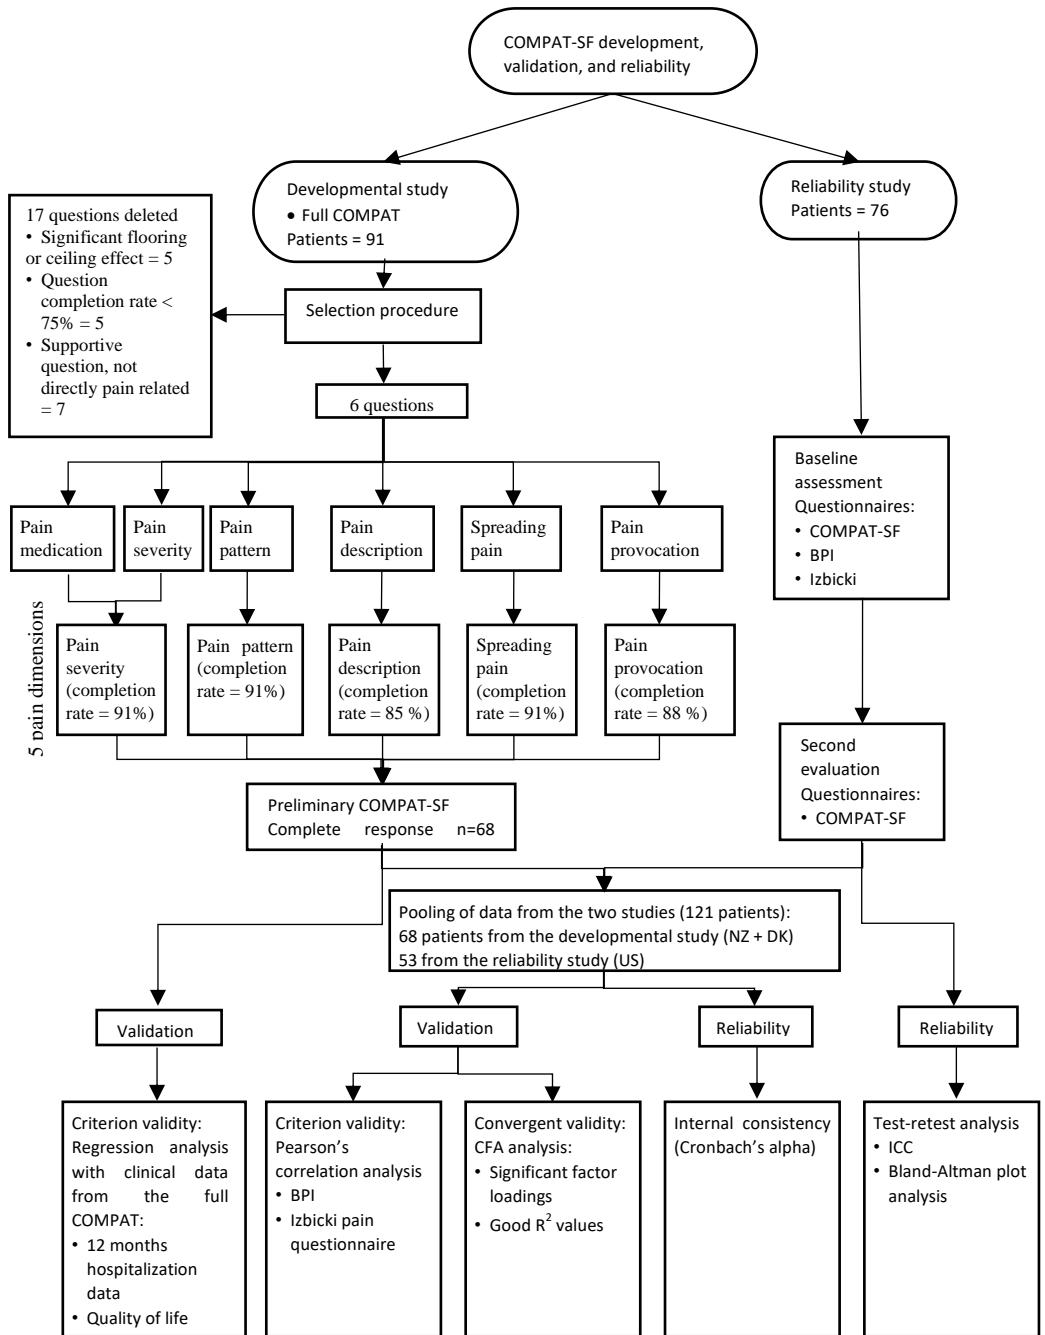 COMPAT-SF development,
validation, and reliability
Developmental study
• Full COMPAT
Patients = 91
Reliability study
Patients = 76
17 questions deleted
• Significant flooring
or ceiling effect = 5
• Question
completion rate <
75% = 5
• Supportive
question, not
directly pain related
= 7
Selection procedure
6 questions
Pain
medication
Pain
severity
Pain
pattern
Pain
description
Spreading
pain
Pain
provocation
Baseline
assessment
Questionnaires:
• COMPAT-SF
• BPI
• Izbicki
5 pain dimensions
Pain
severity
(completion
rate = 91%)
Pain pattern
(completion
rate = 91%)
Pain
description
(completion
rate = 85 %)
Spreading
pain
(completion
rate = 91%)
Pain
provocation
(completion
rate = 88 %)
Second
evaluation
Questionnaires:
• COMPAT-SF
Preliminary COMPAT-SF
Complete response n=68
Pooling of data from the two studies (121 patients):
68 patients from the developmental study (NZ + DK)
53 from the reliability study (US)
Validation
Validation
Reliability
Reliability
Criterion validity:
Regression analysis
with clinical data
from the full
COMPAT:
• 12 months
hospitalization
data
• Quality of life
Criterion validity:
Pearson's
correlation analysis
• BPI
• Izbicki pain
questionnaire
Convergent validity:
CFA analysis:
• Significant factor
loadings
• Good R² values
Internal consistency
(Cronbach's alpha)
Test-retest analysis
• ICC
• Bland-Altman plot
analysis